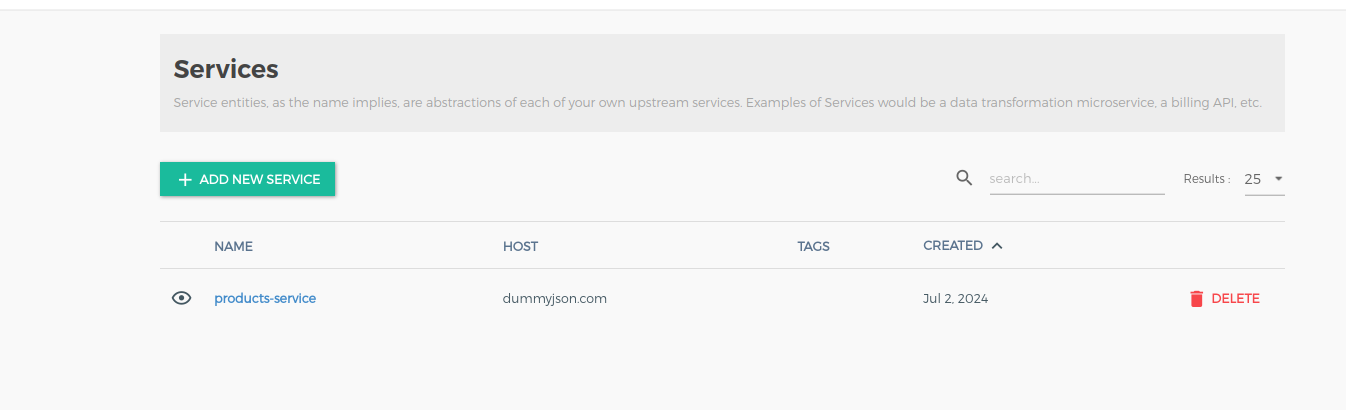 Services
Service entities, as the name implies, are abstractions of each of your own upstream services. Examples of Services would be a data transformation microservice, a billing API, etc.
ADD NEW SERVICE
search... Results : 25
NAME HOST TAGS CREATED
products-service dummyjson.com Jul 2, 2024 DELETE